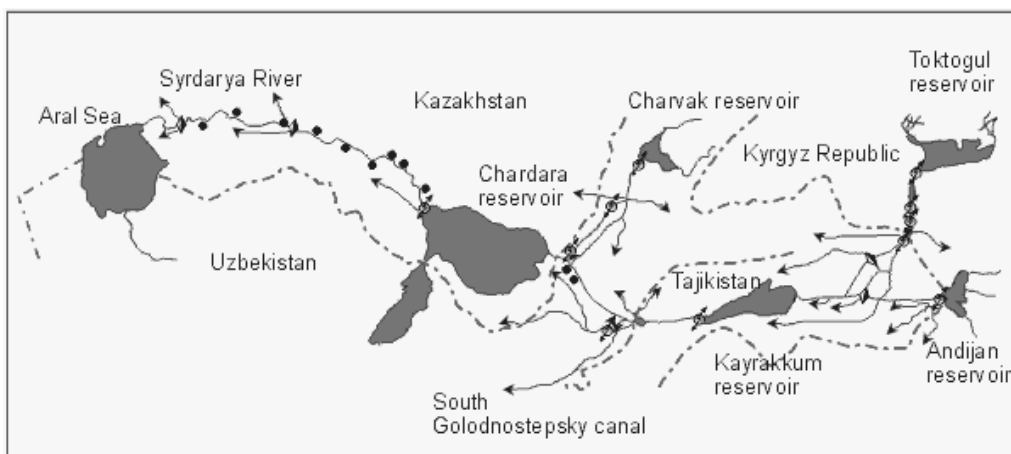 Toktogul
reservoir
Syrdarya River
Kazakhstan
Charvak reservoir
Aral Sea
Kyrgyz Republic
Chardara
reservoir
Uzbekistan
Tajikistan
Kayrakkum
reservoir
Andijan
reservoir
South
Golodnostepsky canal